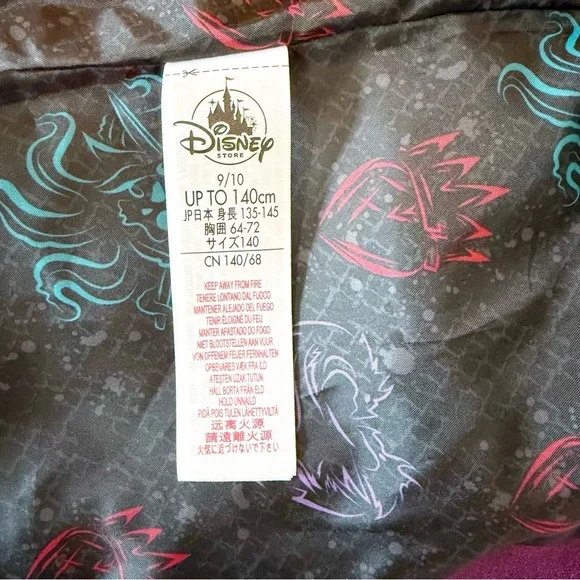 Disney
STORE
9/10
UP TO 140cm
JP日本 身長 135-145
胸囲 64-72
サイズ140
CN 140/68
KEEP AWAY FROM FIRE
TENERE LONTANO DAL FUOCO
MANTENER ALEJADO DEL FUEGO
TENIR ÉLOIGNÉ DU FEU
MANTER AFASTADO DO FOGO
NIET BLOOTSTELLEN AAN VUUR
VON OFFENEM FEUER FERNHALTEN
OPBEVARES VÆK FRA ILD
ATESTEN UZAK TUTUN
HÅLL BORTA FRÅN ELD
HOLD UNNAILD
PIDÄ POIS TULEN LÄHETTYVILTÄ
远离火源
請遠離火源
火気に近づけないで下さい